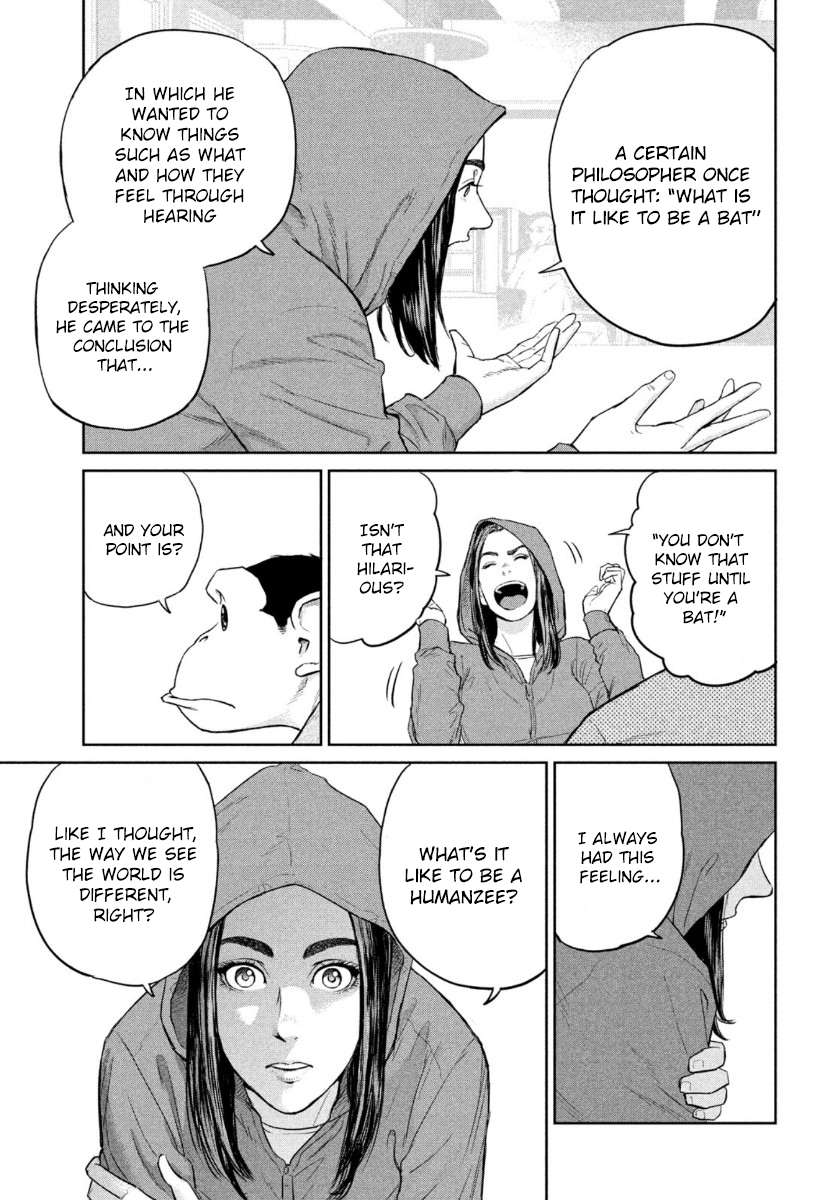 A CERTAIN
PHILOSOPHER ONCE
THOUGHT: "WHAT IS
IT LIKE TO BE A BAT"
IN WHICH HE
WANTED TO
KNOW THINGS
SUCH AS WHAT
AND HOW THEY
FEEL THROUGH
HEARING
THINKING
DESPERATELY,
HE CAME TO THE
CONCLUSION
THAT...
"YOU DON'T
KNOW THAT
STUFF UNTIL
YOU'RE A
BAT!"
ISN'T
THAT
HILARI-
OUS?
AND YOUR
POINT IS?
I ALWAYS
HAD THIS
FEELING...
WHAT'S IT
LIKE TO BE A
HUMANZEE?
LIKE I THOUGHT,
THE WAY WE SEE
THE WORLD IS
DIFFERENT,
RIGHT?